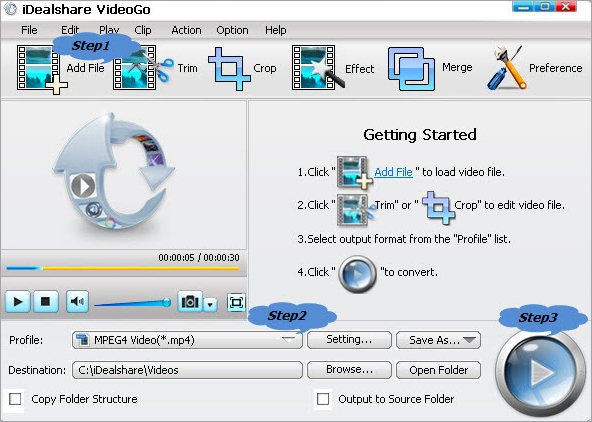 iDealshare VideoGo
File Edit Play Clip Action Option Help
Step1
Add File Trim Crop Effect Merge Preference
Getting Started
1.Click " Add File " to load video file.
2.Click " Trim" or " Crop" to edit video file.
3.Select output format from the "Profile" list.
4.Click " "to convert.
00:00:05 / 00:00:30
Step2
Step3
Profile: MPEG4 Video(*.mp4) Setting... Save As...
Destination: C:\iDealshare\Videos Browse... Open Folder
Copy Folder Structure Output to Source Folder